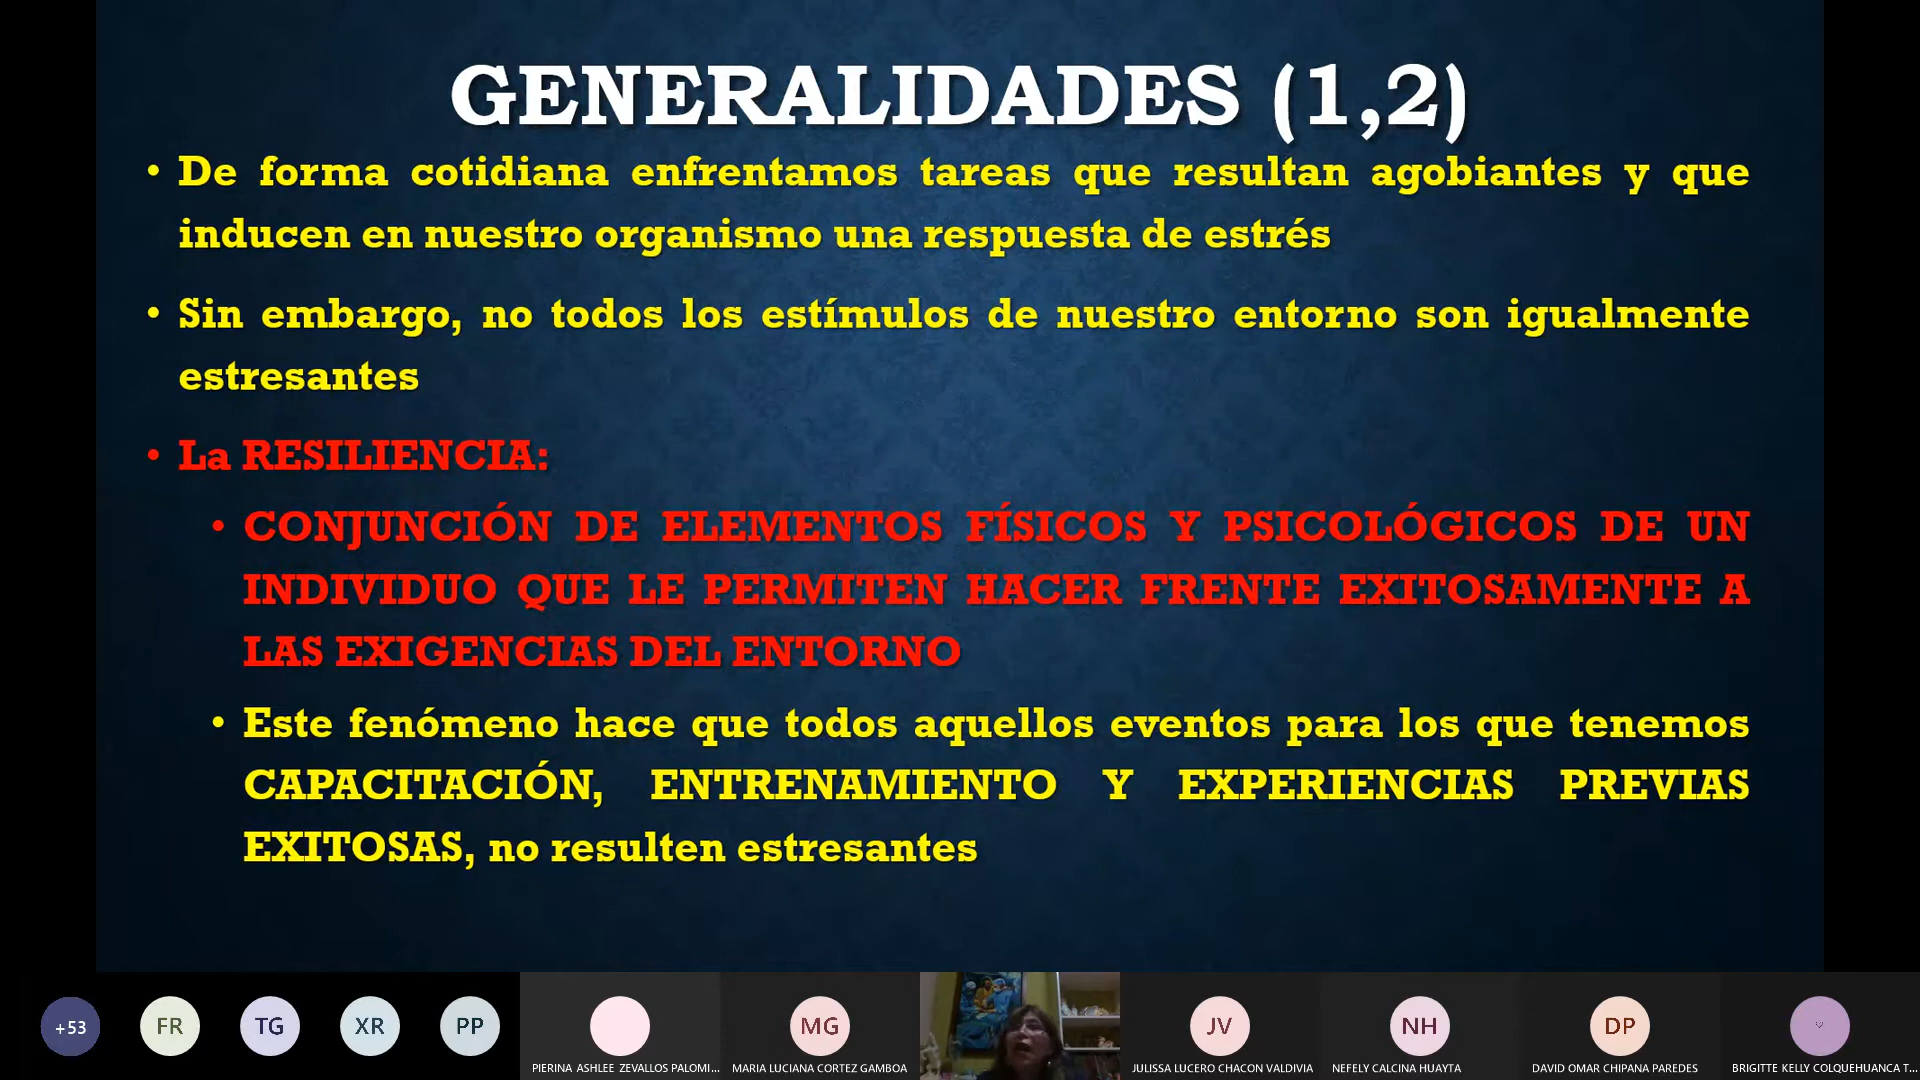 GENERALIDADES (1,2)
• De forma cotidiana enfrentamos tareas que resultan agobiantes y que
inducen en nuestro organismo una respuesta de estrés
• Sin embargo, no todos los estímulos de nuestro entorno son igualmente
estresantes
• La RESILIENCIA:
• CONJUNCIÓN DE ELEMENTOS FÍSICOS Y PSICOLÓGICOS DE UN
INDIVIDUO QUE LE PERMITEN HACER FRENTE EXITOSAMENTE A
LAS EXIGENCIAS DEL ENTORNO
• Este fenómeno hace que todos aquellos eventos para los que tenemos
CAPACITACIÓN, ENTRENAMIENTO Y EXPERIENCIAS PREVIAS
EXITOSAS, no resulten estresantes
+53 FR TG XR PP MG JV NH DP
PIERINA ASHLEE ZEVALLOS PALOMI... MARIA LUCIANA CORTEZ GAMBOA JULISSA LUCERO CHACON VALDIVIA NEFELY CALCINA HUAYTA DAVID OMAR CHIPANA PAREDES BRIGITTE KELLY COLQUEHUANCA T...